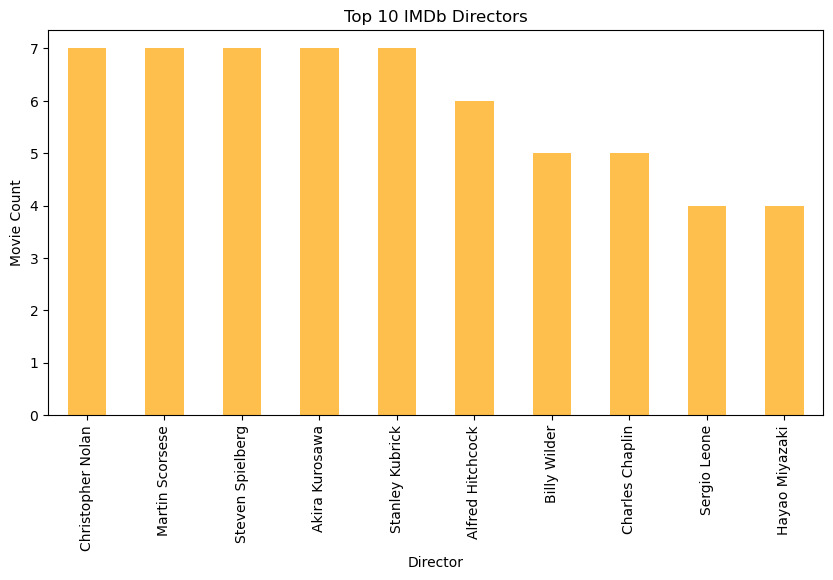 Top 10 IMDb Directors
Movie Count
7
6
5
4
3
2
1
0
Christopher Nolan
Martin Scorsese
Steven Spielberg
Akira Kurosawa
Stanley Kubrick
Alfred Hitchcock
Billy Wilder
Charles Chaplin
Sergio Leone
Hayao Miyazaki
Director